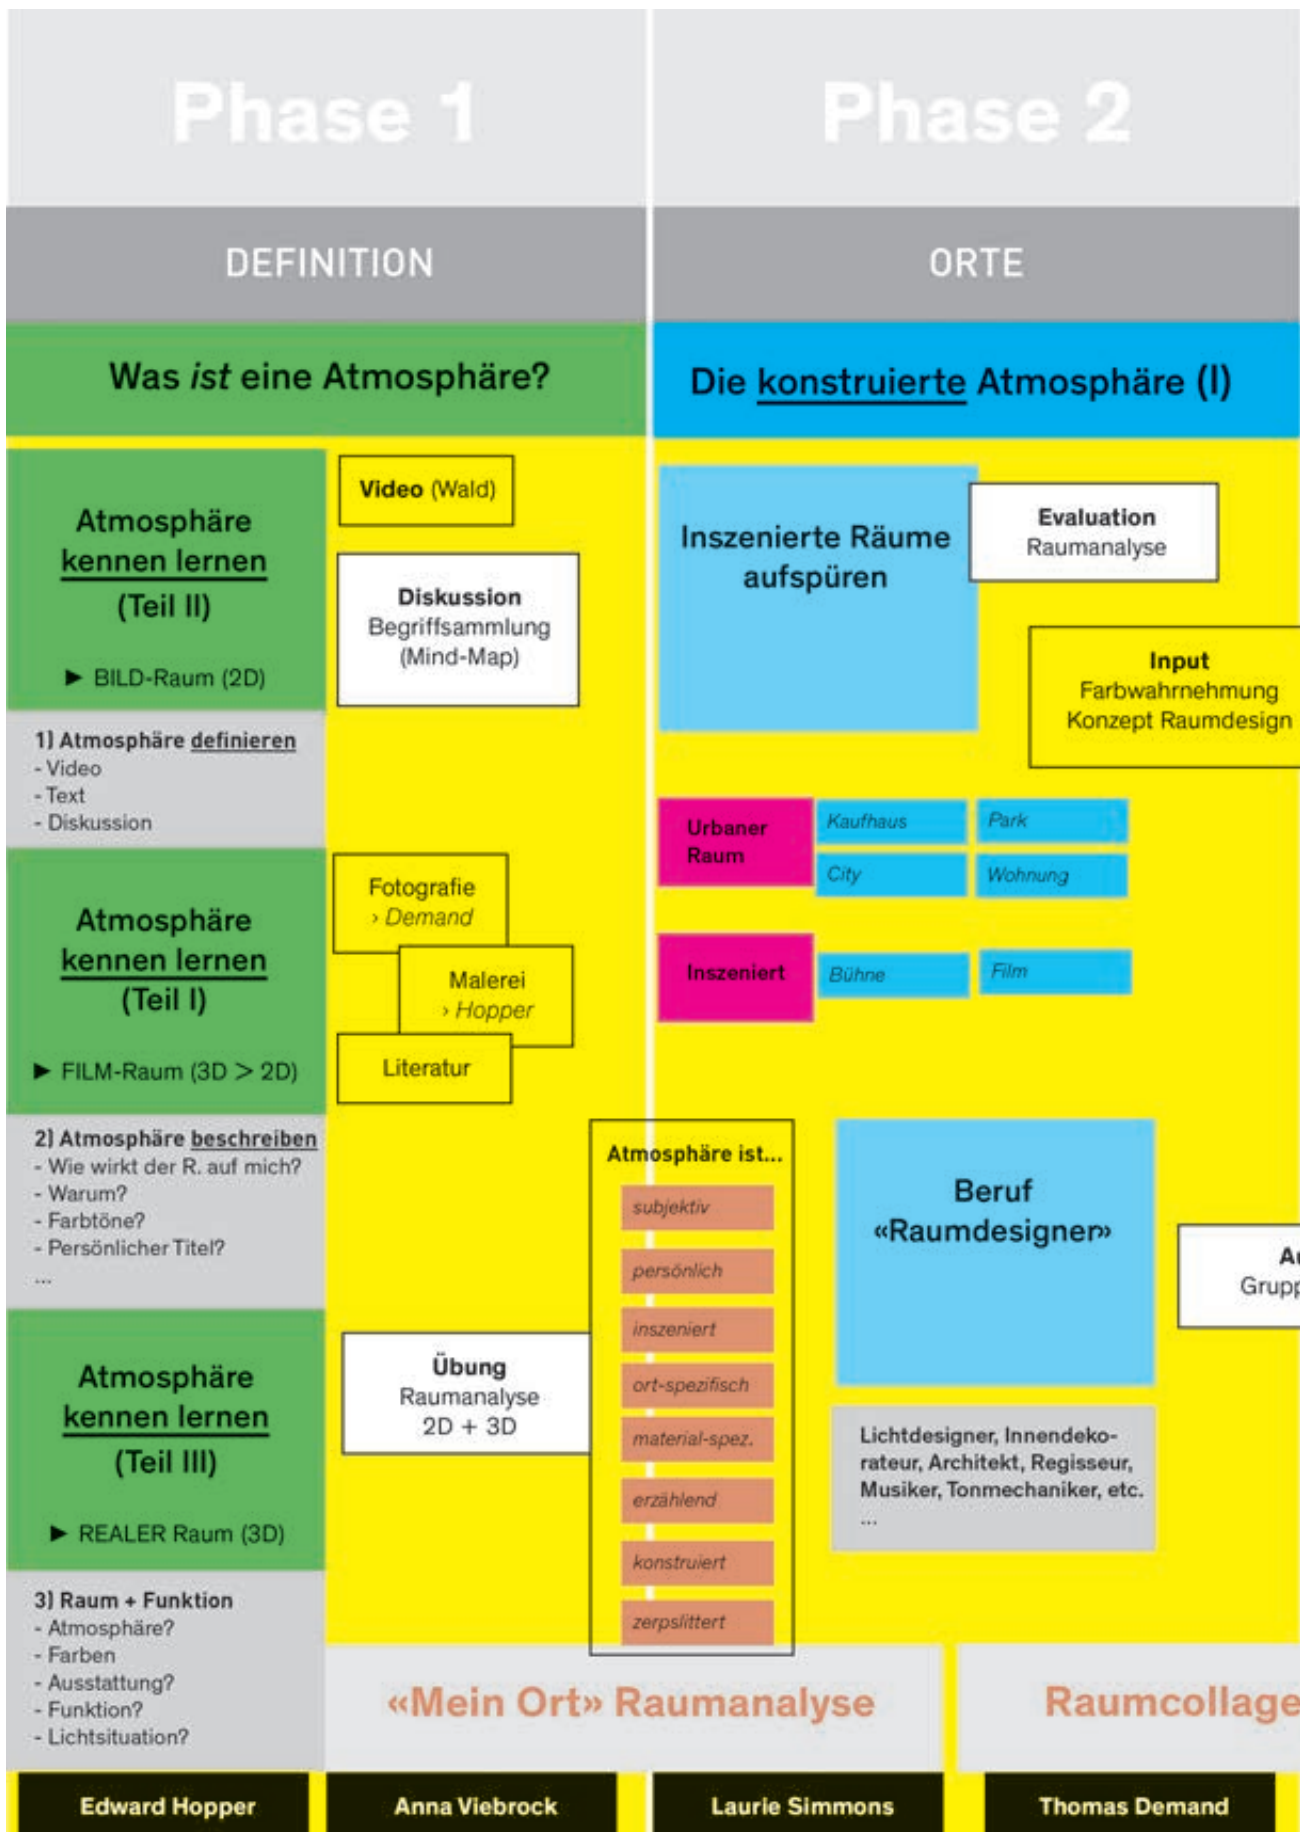 Phase 1
DEFINITION
Was ist eine Atmosphäre?
Atmosphäre
kennen lernen
(Teil II)
► BILD-Raum (2D)
Video (Wald)
Diskussion
Begriffsammlung
(Mind-Map)
1) Atmosphäre definieren
- Video
- Text
- Diskussion
Atmosphäre
kennen lernen
(Teil I)
► FILM-Raum (3D > 2D)
Fotografie
› Demand
Malerei
› Hopper
Literatur
2) Atmosphäre beschreiben
- Wie wirkt der R. auf mich?
- Warum?
- Farbtöne?
- Persönlicher Titel?
...
Atmosphäre
kennen lernen
(Teil III)
► REALER Raum (3D)
Übung
Raumanalyse
2D + 3D
3) Raum + Funktion
- Atmosphäre?
- Farben
- Ausstattung?
- Funktion?
- Lichtsituation?
Atmosphäre ist...
subjektiv
persönlich
inszeniert
ort-spezifisch
material-spez.
erzählend
konstruiert
zerpslittert
Phase 2
ORTE
Die konstruierte Atmosphäre (I)
Inszenierte Räume
aufspüren
Evaluation
Raumanalyse
Input
Farbwahrnehmung
Konzept Raumdesign
Urbaner
Raum
Kaufhaus
Park
City
Wohnung
Inszeniert
Bühne
Film
Beruf
«Raumdesigner»
Grupp
Lichtdesigner, Innendeko-
rateur, Architekt, Regisseur,
Musiker, Tonmechaniker, etc.
...
«Mein Ort» Raumanalyse
Raumcollage
Edward Hopper
Anna Viebrock
Laurie Simmons
Thomas Demand